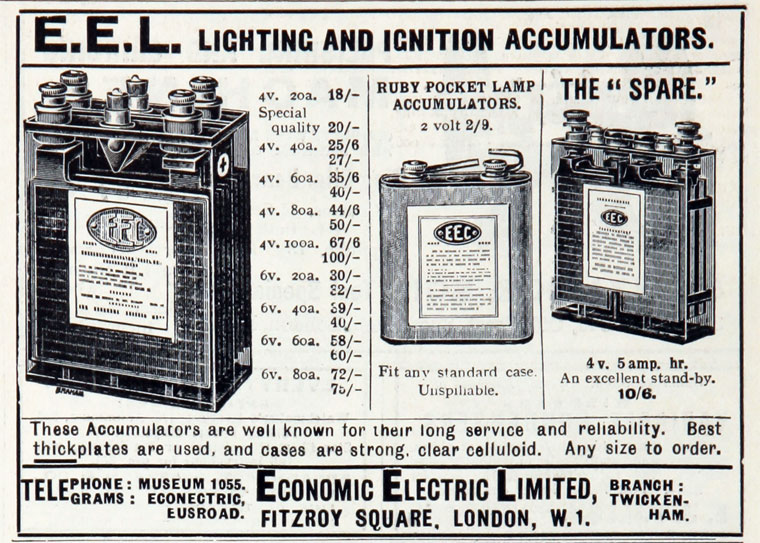 E.E.L. LIGHTING AND IGNITION ACCUMULATORS.
4v. 20a. 18/-
Special
quality 20/-
4v. 40a. 25/6
27/-
4v. 60a. 35/6
40/-
4v. 80a. 44/6
50/-
4v. 100a. 67/6
100/-
6v. 20a. 30/-
32/-
6v. 40a. 39/-
40/-
6v. 60a. 58/-
60/-
6v. 80a. 72/-
75/-
RUBY POCKET LAMP
ACCUMULATORS.
2 volt 2/9.
EEC
Fit any standard case.
Unspillable.
THE "SPARE."
EEC
4v. 5 amp. hr.
An excellent stand-by.
10/6.
EEL
These Accumulators are well known for their long service and reliability. Best
thickplates are used, and cases are strong, clear celluloid. Any size to order.
TELEPHONE: MUSEUM 1055.
GRAMS: ECONECTRIC,
EUSROAD.
ECONOMIC ELECTRIC LIMITED,
FITZROY SQUARE, LONDON, W.1.
BRANCH:
TWICKEN-
HAM.